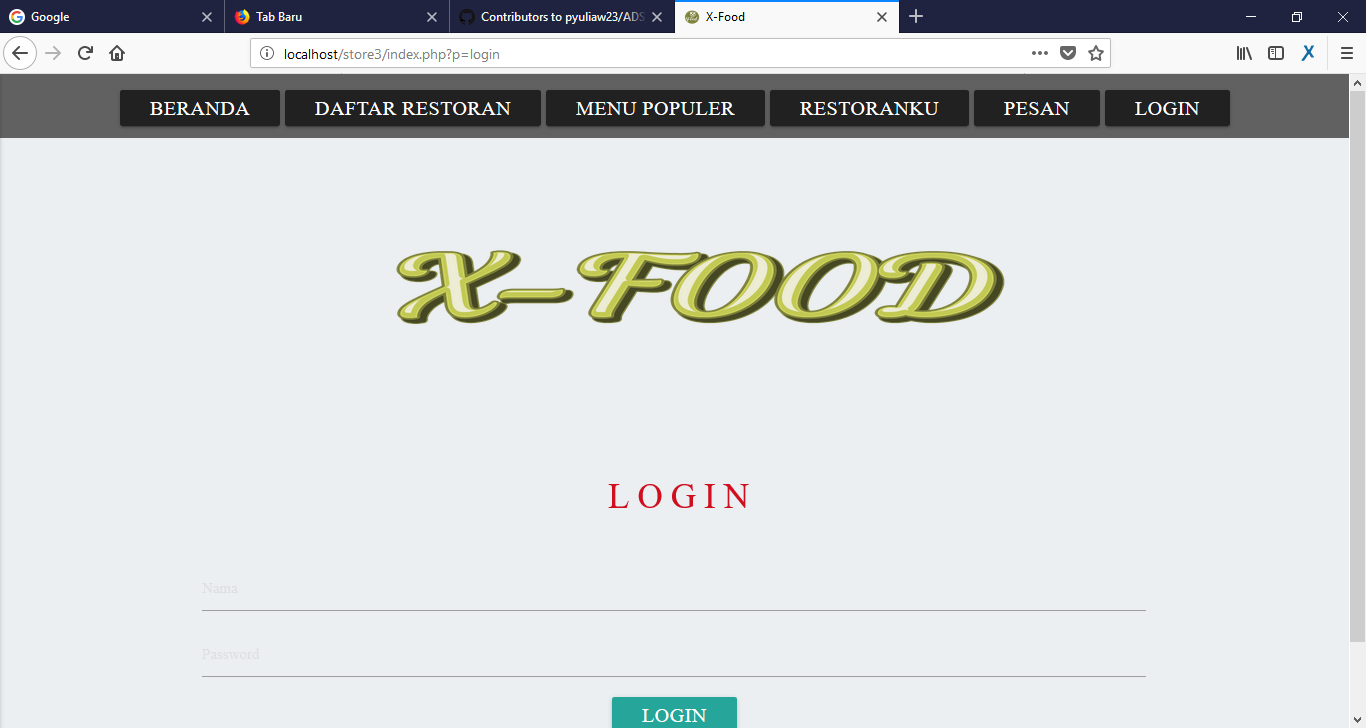 Google
Tab Baru
Contributors to pyuliaw23/ADS
X-Food
localhost/store3/index.php?p=login
BERANDA
DAFTAR RESTORAN
MENU POPULER
RESTORANKU
PESAN
LOGIN
X-FOOD
LOGIN
Nama
Password
LOGIN